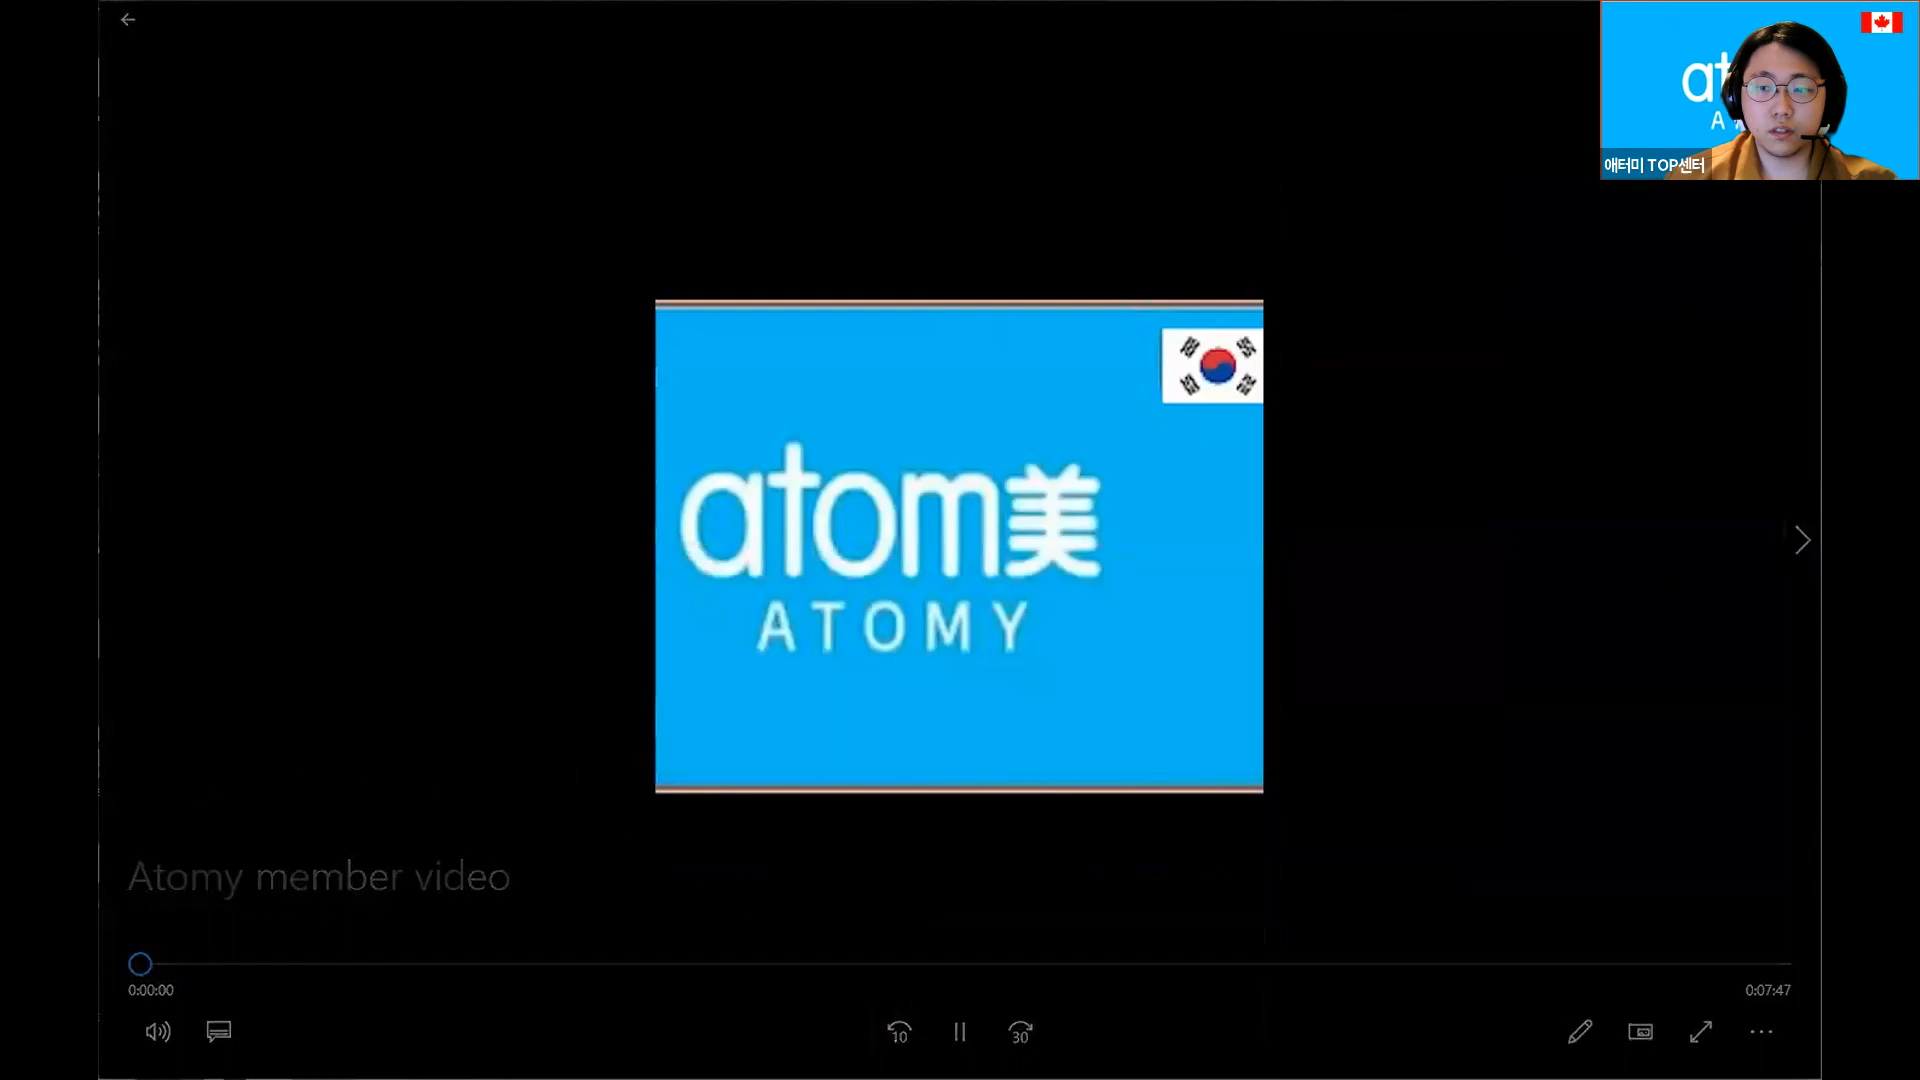 at
A
애터미 TOP센터
atom美
ATOMY
Atomy member video
0:00:00
0:07:47
10
30